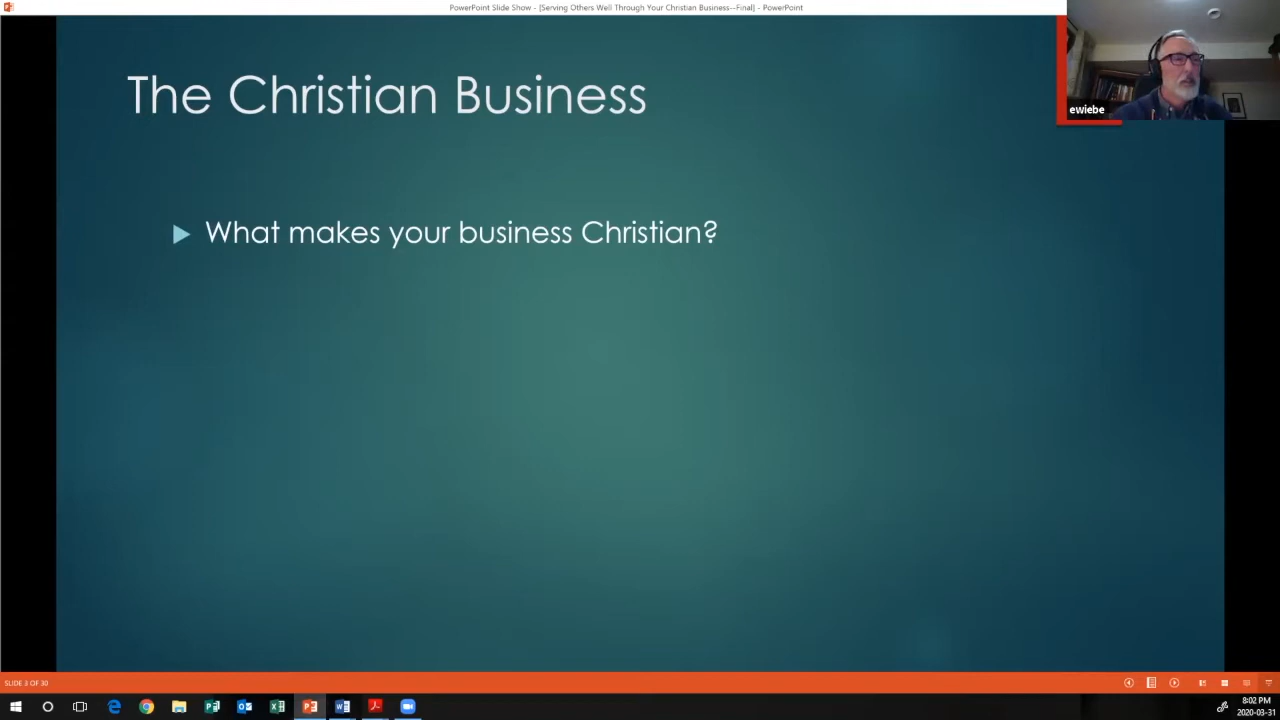 PowerPoint Slide Show - [Serving Others Well Through Your Christian Business--Final] - PowerPoint
The Christian Business
ewiebe
What makes your business Christian?
SLIDE 3 OF 30
8:02 PM
2020-03-31